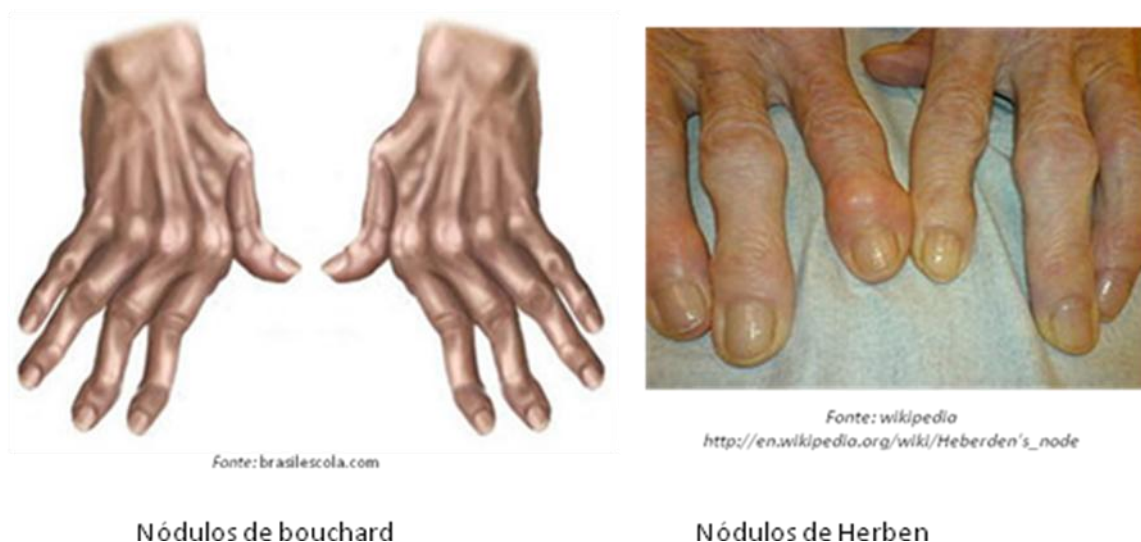 Fonte: wikipedia
http://en.wikipedia.org/wiki/Heberden's_node
Fonte: brasilescola.com
Nódulos de bouchard
Nódulos de Herben